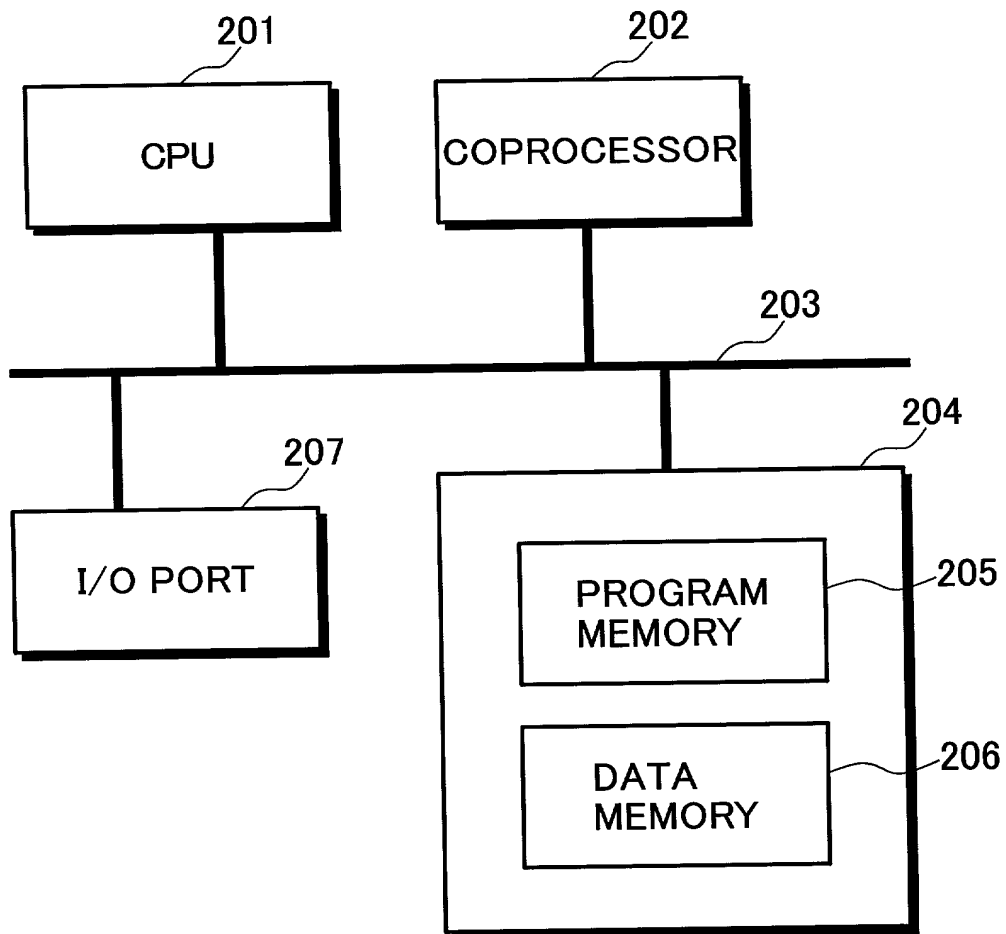 201
202
CPU
COPROCESSOR
203
204
207
I/O PORT
PROGRAM
MEMORY
205
DATA
MEMORY
206